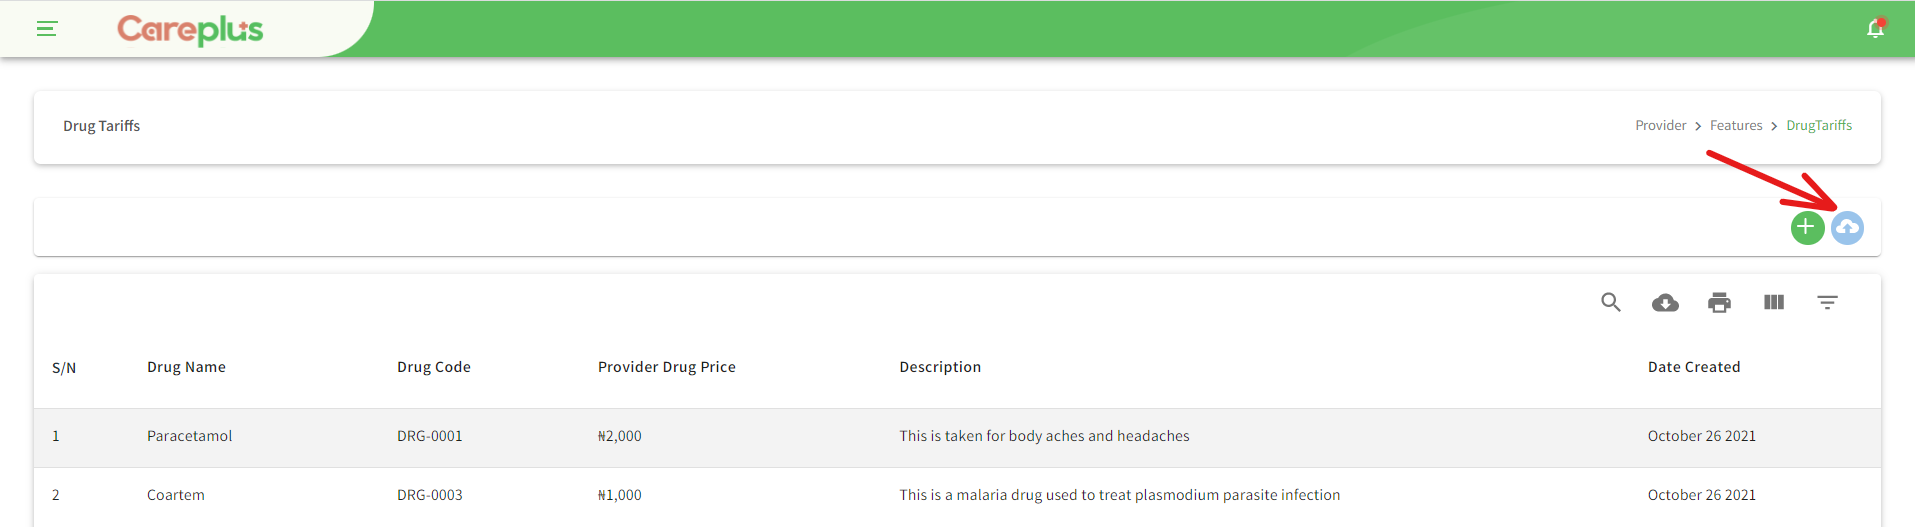 Careplus
Drug Tariffs
Provider > Features > DrugTariffs
S/N Drug Name Drug Code Provider Drug Price Description Date Created
1 Paracetamol DRG-0001 ₦2,000 This is taken for body aches and headaches October 26 2021
2 Coartem DRG-0003 ₦1,000 This is a malaria drug used to treat plasmodium parasite infection October 26 2021